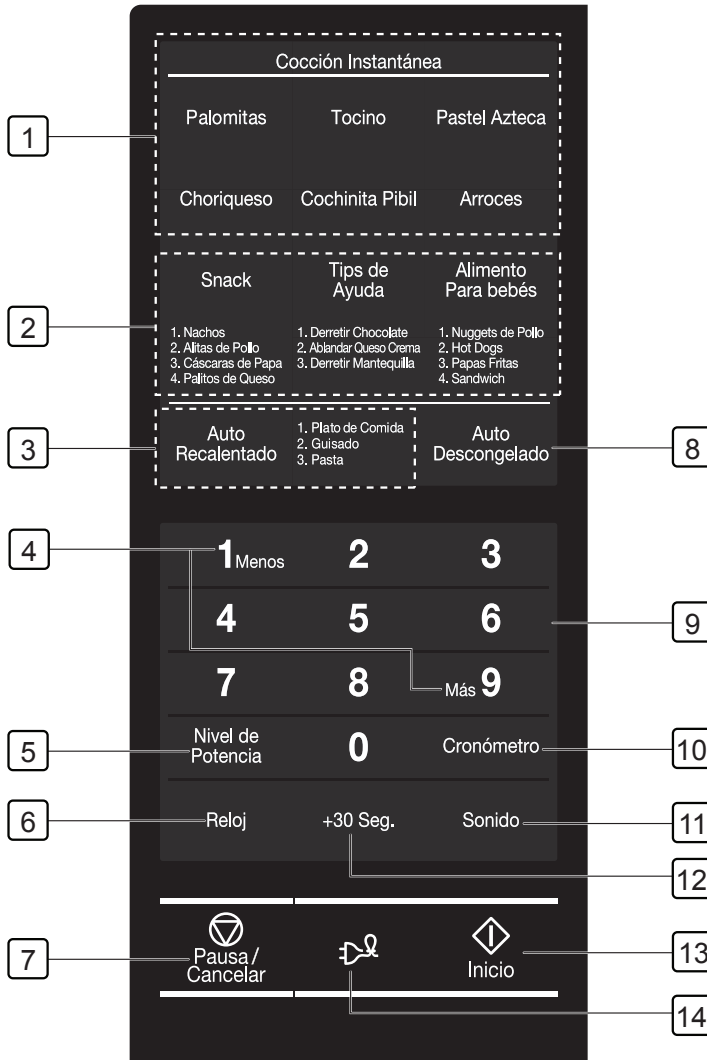 Cocción Instantánea
1
Palomitas Tocino Pastel Azteca
Choriqueso Cochinita Pibil Arroces
2
Snack
1. Nachos
2. Alitas de Pollo
3. Cáscaras de Papa
4. Palitos de Queso
Tips de
Ayuda
1. Derretir Chocolate
2. Ablandar Queso Crema
3. Derretir Mantequilla
Alimento
Para bebés
1. Nuggets de Pollo
2. Hot Dogs
3. Papas Fritas
4. Sandwich
3
Auto
Recalentado
1. Plato de Comida
2. Guisado
3. Pasta
Auto
Descongelado
8
4
1 Menos 2 3
4 5 6
9
7 8 Más 9
5
Nivel de
Potencia
0
Cronómetro
10
6
Reloj +30 Seg. Sonido
11
12
7
Pausa /
Cancelar
Inicio
13
14